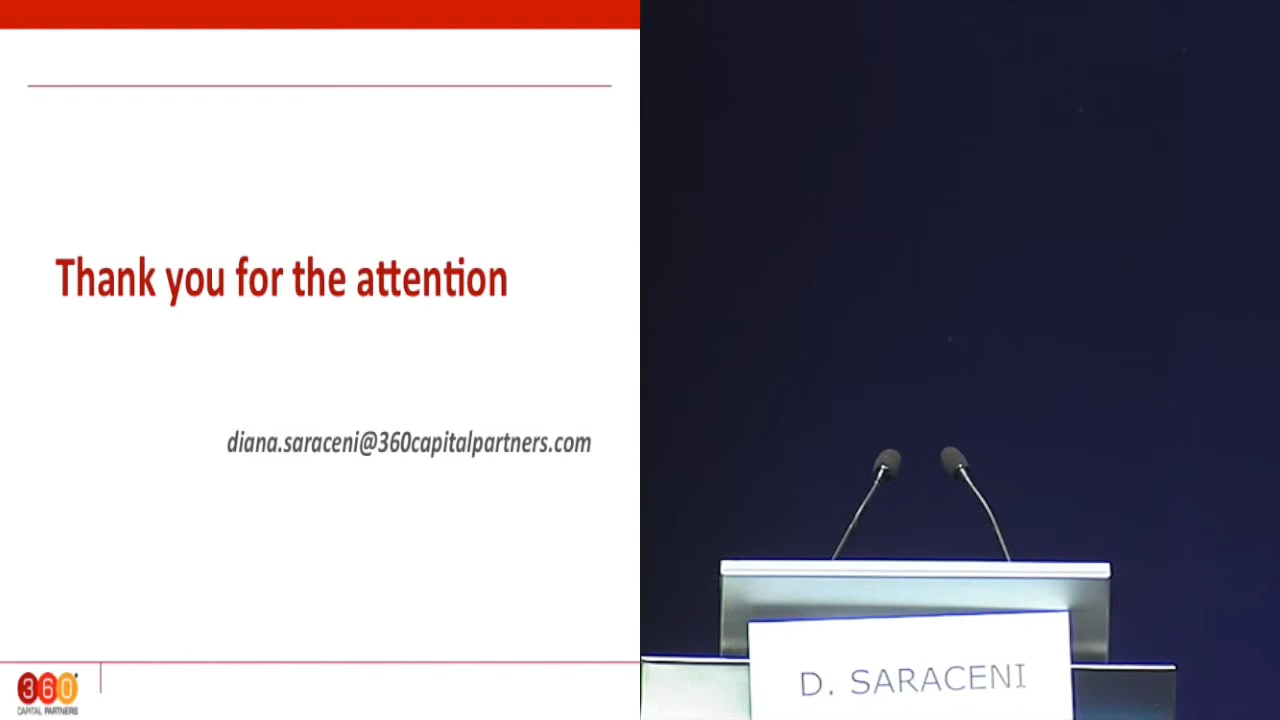 Thank you for the attention
diana.saraceni@360capitalpartners.com
360
CAPITAL PARTNERS
D. SARACENI